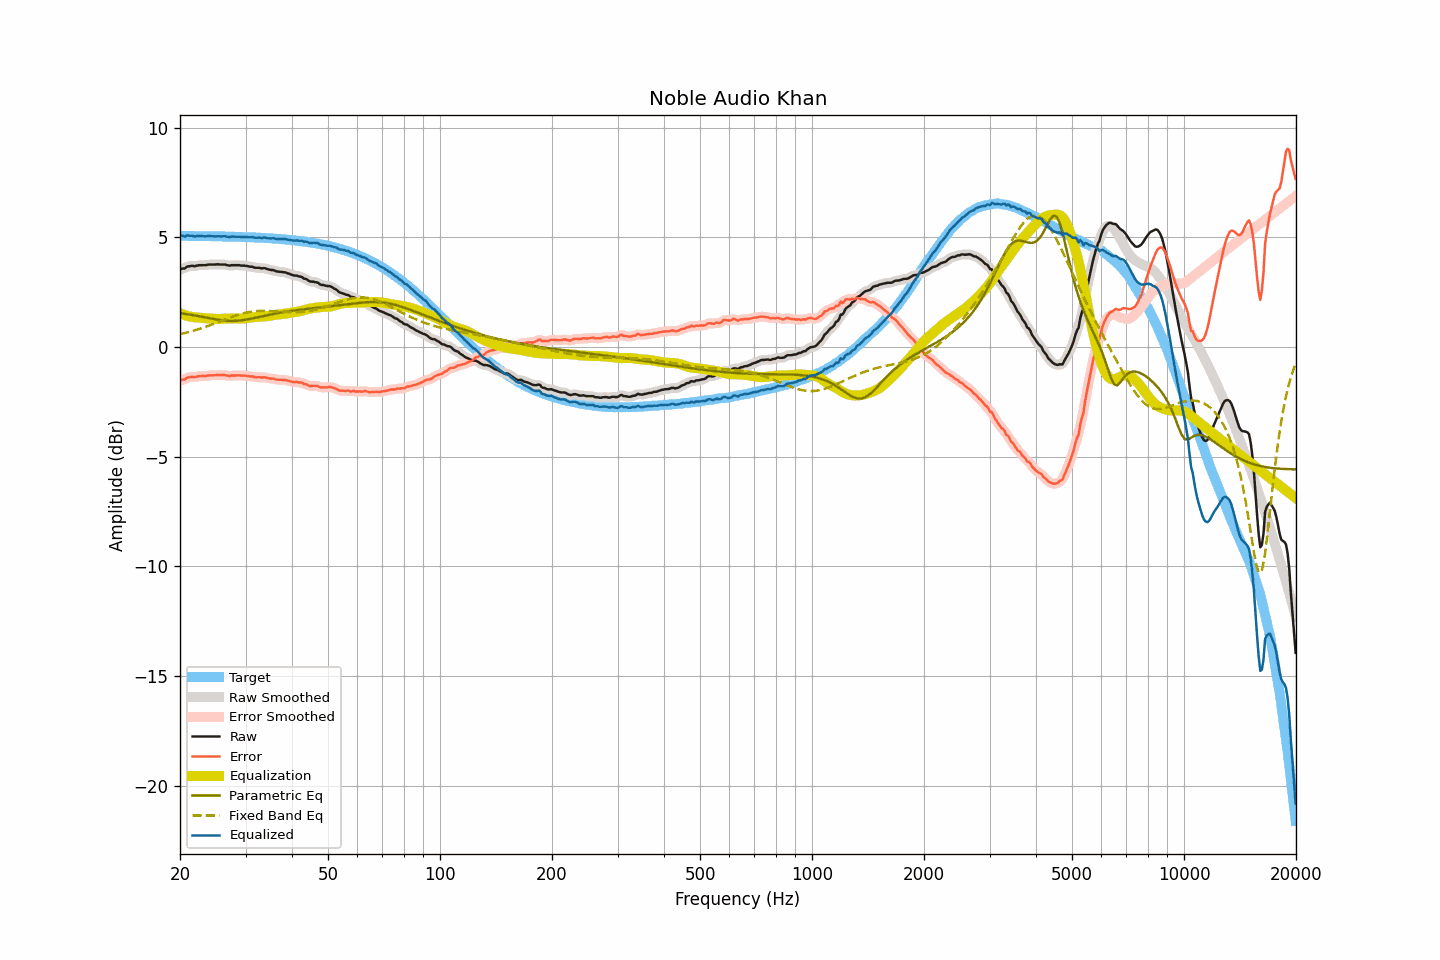 Noble Audio Khan
10
5
0
−5
−10
−15
−20
Amplitude (dBr)
Target
Raw Smoothed
Error Smoothed
Raw
Error
Equalization
Parametric Eq
Fixed Band Eq
Equalized
20 50 100 200 500 1000 2000 5000 10000 20000
Frequency (Hz)